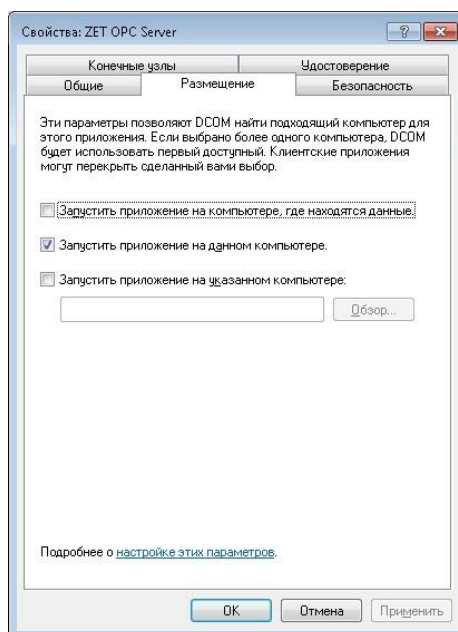 Свойства: ZET OPC Server
Конечные узлы
Удостоверение
Общие
Размещение
Безопасность
Эти параметры позволяют DCOM найти подходящий компьютер для
этого приложения. Если выбрано более одного компьютера, DCOM
будет использовать первый доступный. Клиентские приложения
могут перекрыть сделанный вами выбор.
Запустить приложение на компьютере, где находятся данные.
Запустить приложение на данном компьютере.
Запустить приложение на указанном компьютере:
Обзор...
Подробнее о настройке этих параметров.
ОК
Отмена
Применить